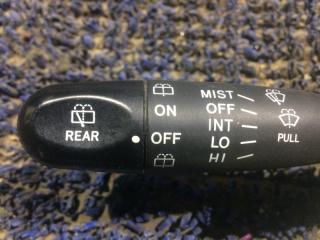 REAR
ON
OFF
MIST
OFF
INT
LO
HI
PULL